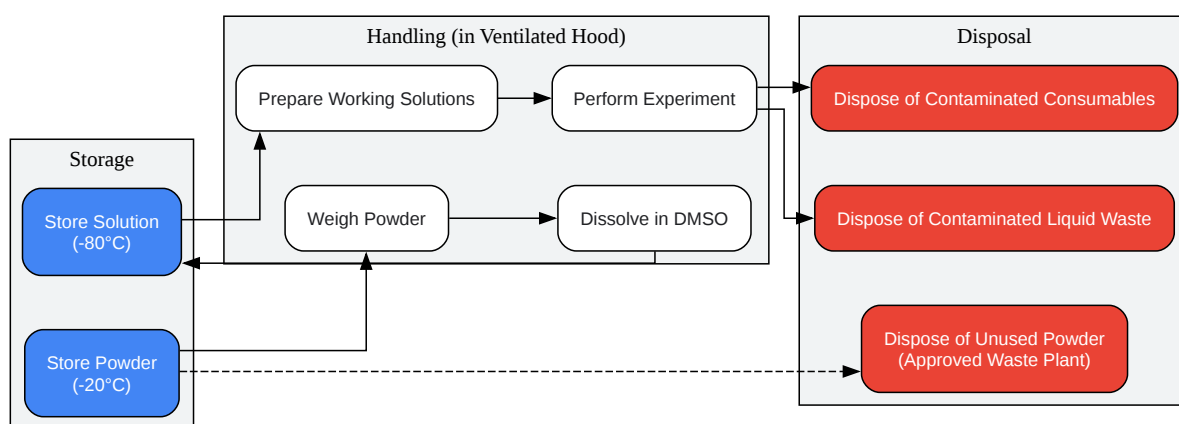 Storage
Store Solution
(-80°C)
Store Powder
(-20°C)
Handling (in Ventilated Hood)
Prepare Working Solutions
Perform Experiment
Weigh Powder
Dissolve in DMSO
Disposal
Dispose of Contaminated Consumables
Dispose of Contaminated Liquid Waste
Dispose of Unused Powder
(Approved Waste Plant)